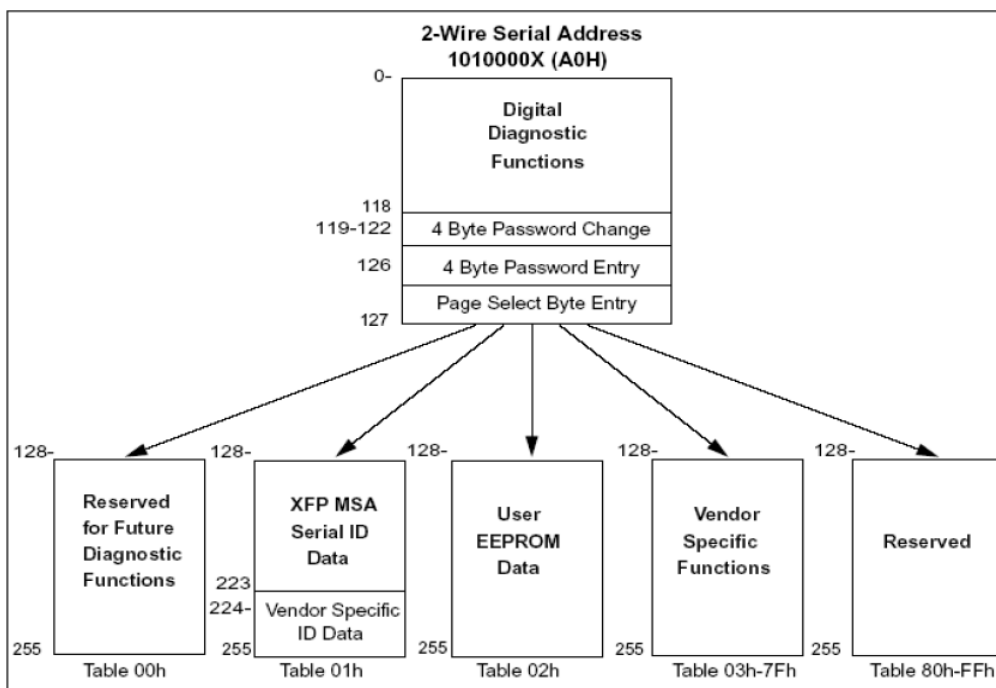 2-Wire Serial Address
1010000X (A0H)
0-
Digital
Diagnostic
Functions
118
119-122
4 Byte Password Change
126
4 Byte Password Entry
Page Select Byte Entry
127
128-
Reserved
for Future
Diagnostic
Functions
255
Table 00h
128-
XFP MSA
Serial ID
Data
223
224-
Vendor Specific
ID Data
255
Table 01h
128-
User
EEPROM
Data
255
Table 02h
128-
Vendor
Specific
Functions
255
Table 03h-7Fh
128-
Reserved
255
Table 80h-FFh